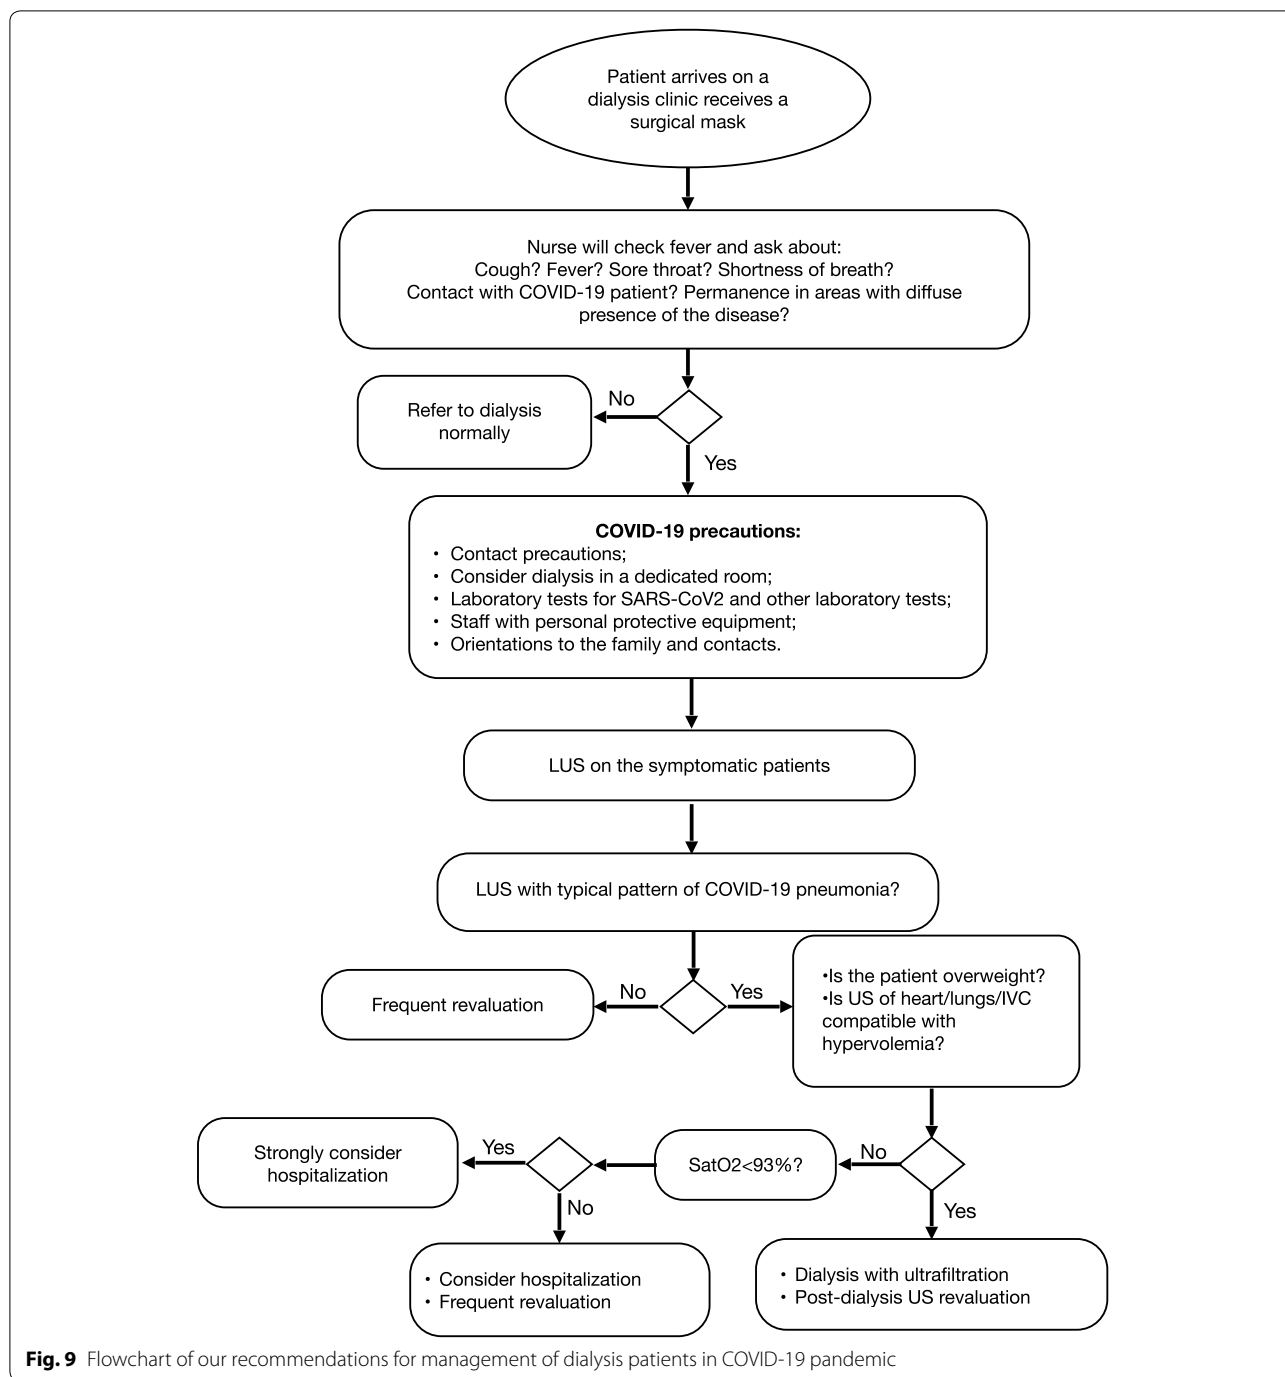 Patient arrives on a
dialysis clinic receives a
surgical mask
Nurse will check fever and ask about:
Cough? Fever? Sore throat? Shortness of breath?
Contact with COVID-19 patient? Permanence in areas with diffuse
presence of the disease?
No
Refer to dialysis
normally
Yes
COVID-19 precautions:
• Contact precautions;
• Consider dialysis in a dedicated room;
• Laboratory tests for SARS-CoV2 and other laboratory tests;
• Staff with personal protective equipment;
• Orientations to the family and contacts.
LUS on the symptomatic patients
LUS with typical pattern of COVID-19 pneumonia?
No
Frequent revaluation
Yes
•Is the patient overweight?
•Is US of heart/lungs/IVC
compatible with
hypervolemia?
No
SatO2<93%?
Yes
Strongly consider
hospitalization
No
• Consider hospitalization
• Frequent revaluation
Yes
• Dialysis with ultrafiltration
• Post-dialysis US revaluation
Fig. 9 Flowchart of our recommendations for management of dialysis patients in COVID-19 pandemic